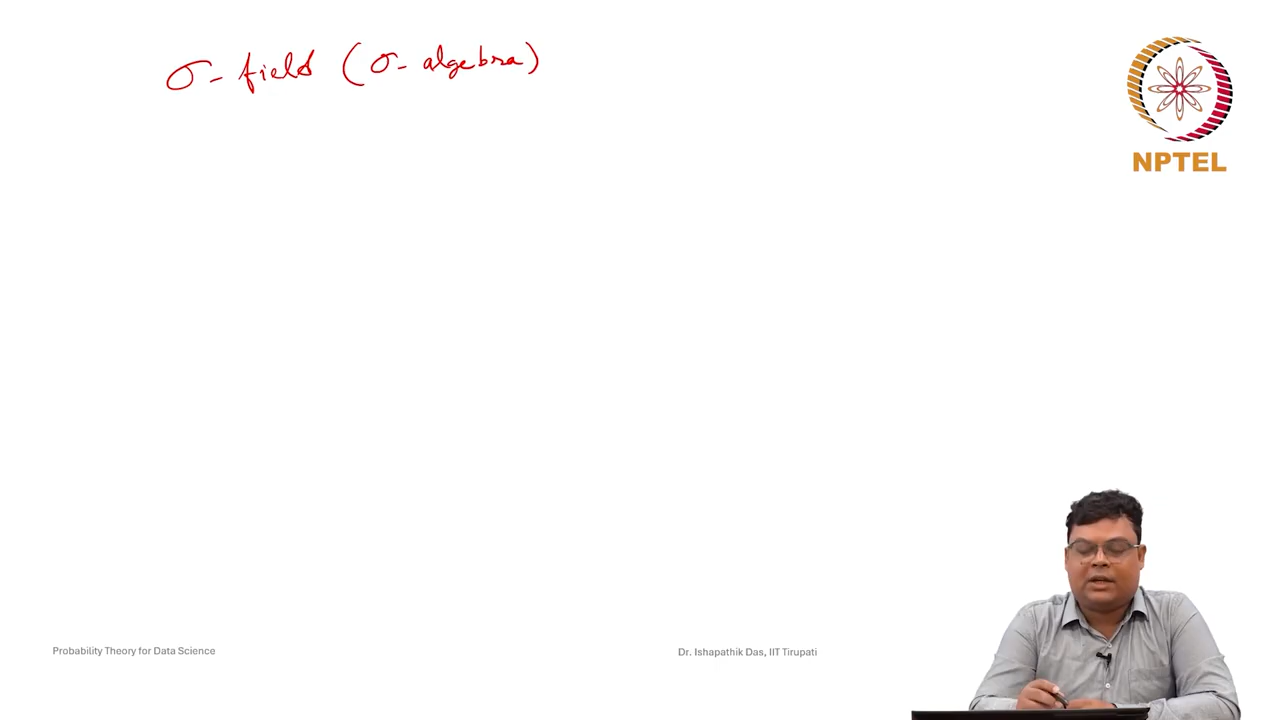 σ- field (σ- algebra)
NPTEL
Probability Theory for Data Science
Dr. Ishapathik Das, IIT Tirupati